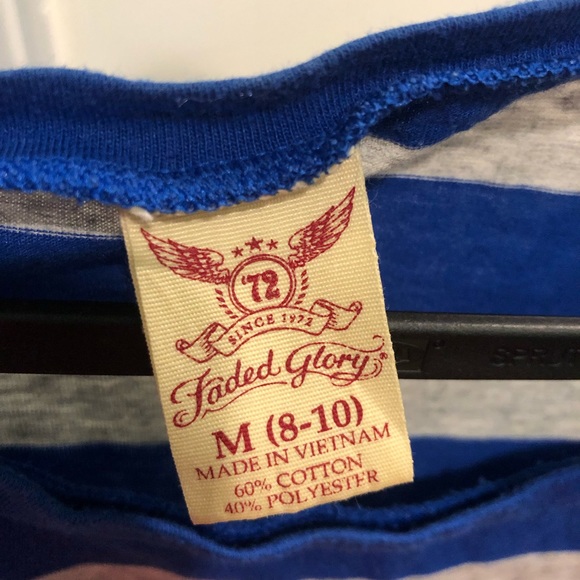 '72
SINCE 1972
Faded Glory®
M (8-10)
MADE IN VIETNAM
60% COTTON
40% POLYESTER